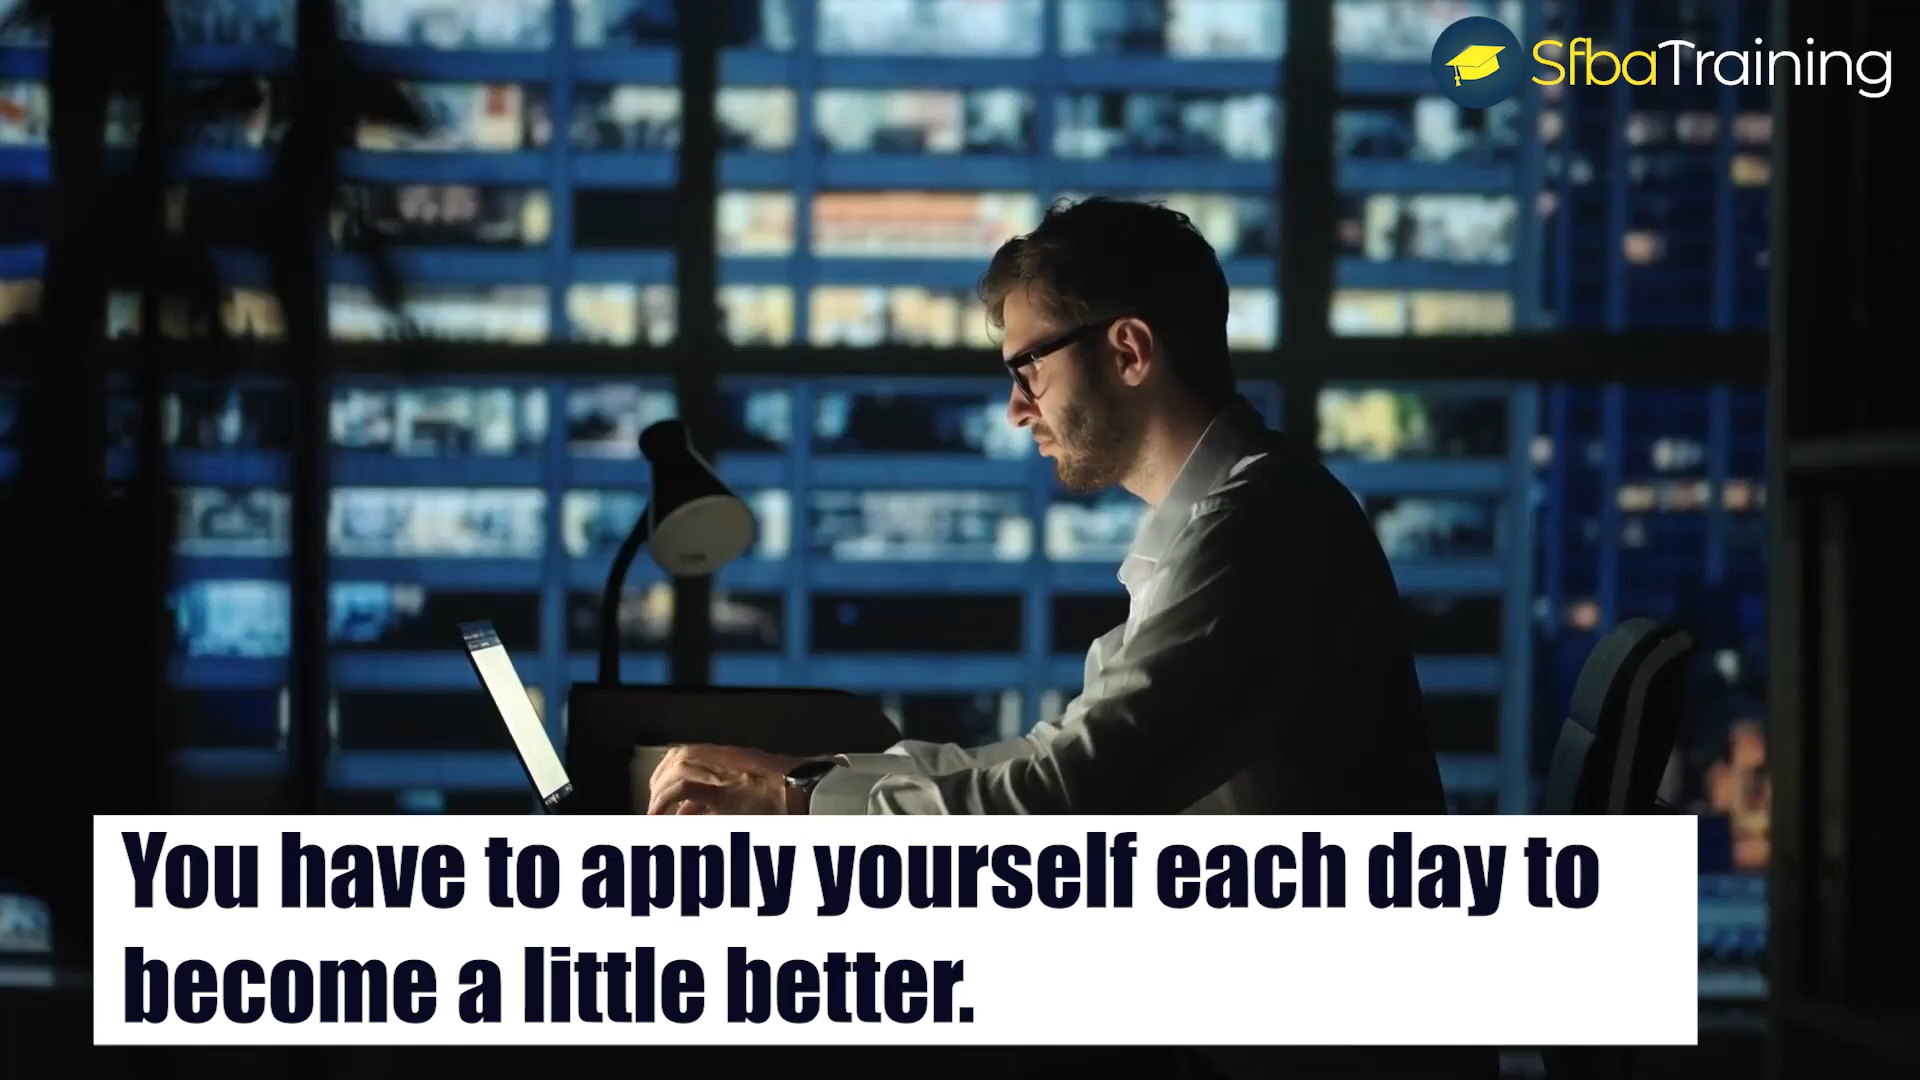 SfbaTraining
You have to apply yourself each day to
become a little better.